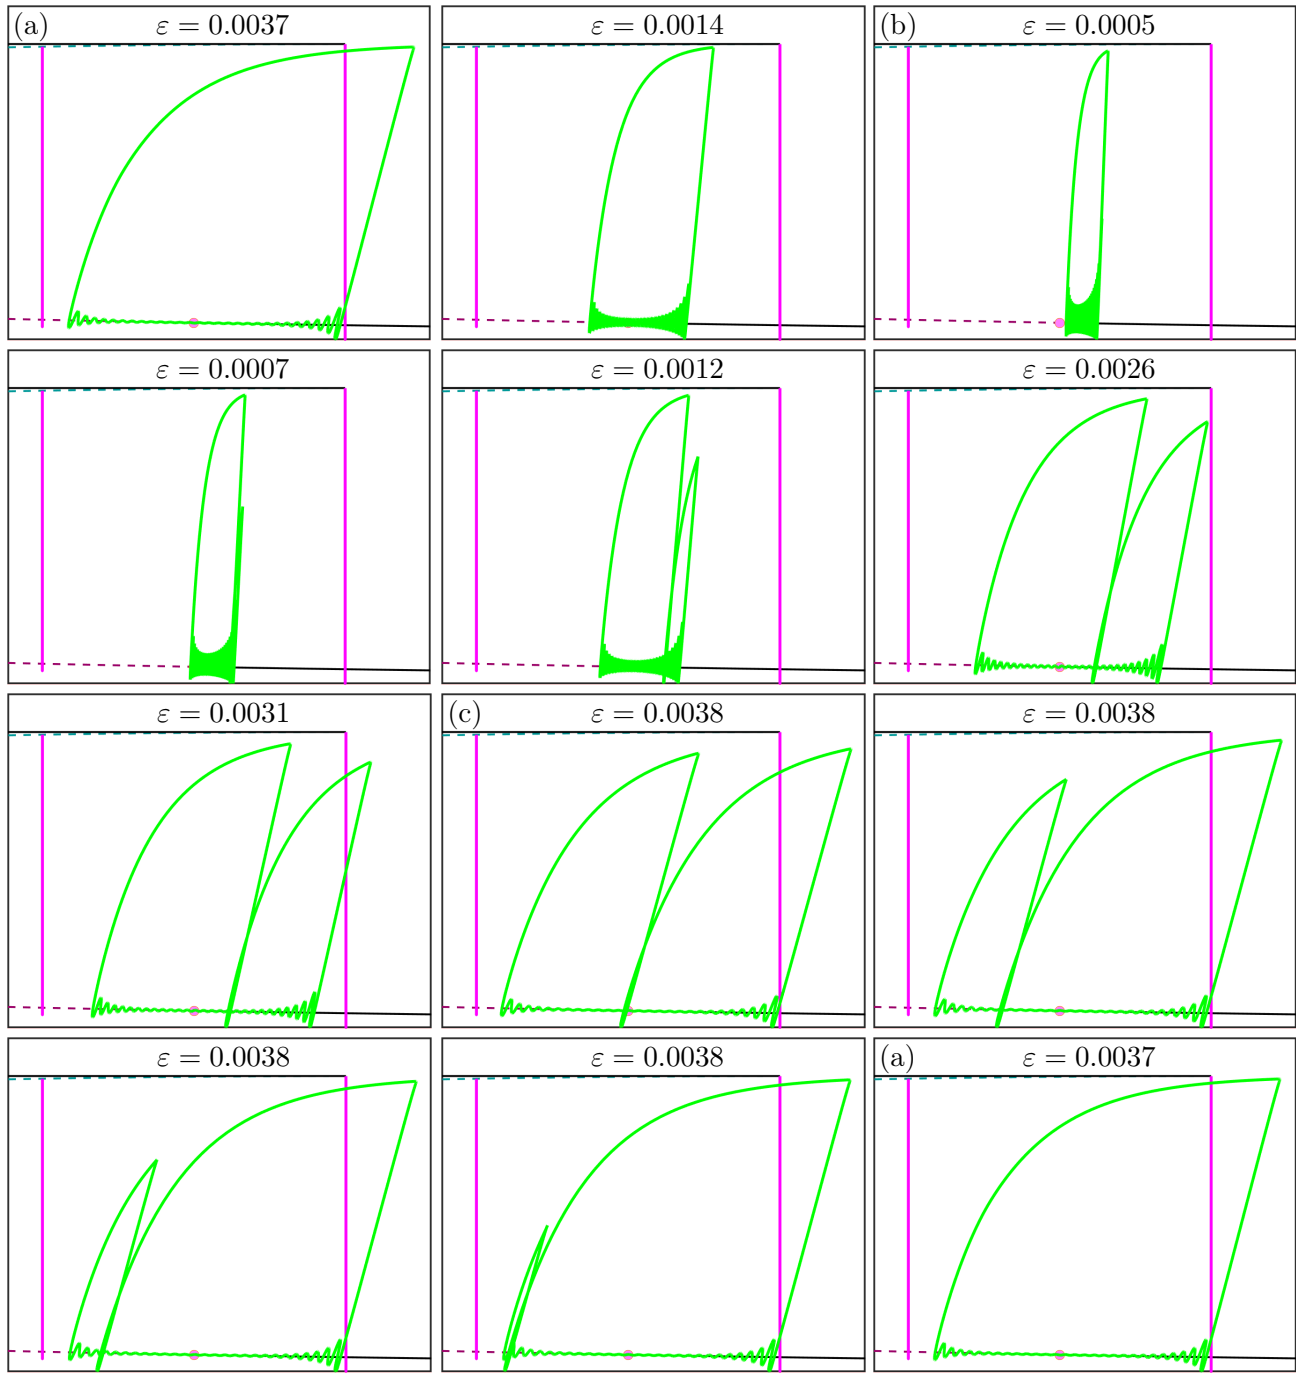 (a) ε = 0.0037
ε = 0.0014
(b) ε = 0.0005
ε = 0.0007
ε = 0.0012
ε = 0.0026
ε = 0.0031
(c) ε = 0.0038
ε = 0.0038
ε = 0.0038
ε = 0.0038
(a) ε = 0.0037